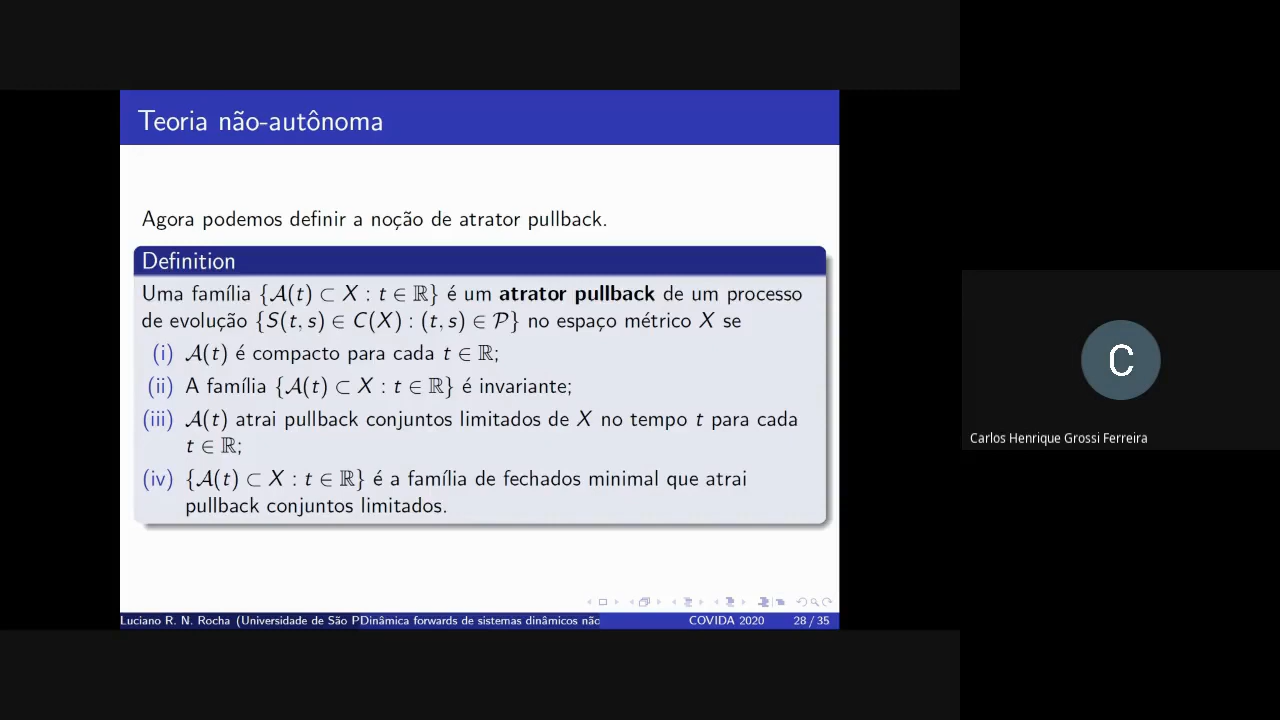 Teoria não-autônoma
Agora podemos definir a noção de atrator pullback.
Definition
Uma família {𝒜(t) ⊂ X : t ∈ ℝ} é um atrator pullback de um processo
de evolução {S(t, s) ∈ C(X) : (t, s) ∈ 𝒫} no espaço métrico X se
(i) 𝒜(t) é compacto para cada t ∈ ℝ;
(ii) A família {𝒜(t) ⊂ X : t ∈ ℝ} é invariante;
(iii) 𝒜(t) atrai pullback conjuntos limitados de X no tempo t para cada
t ∈ ℝ;
(iv) {𝒜(t) ⊂ X : t ∈ ℝ} é a família de fechados minimal que atrai
pullback conjuntos limitados.
Luciano R. N. Rocha (Universidade de São P
Dinâmica forwards de sistemas dinâmicos não
COVIDA 2020
28 / 35
C
Carlos Henrique Grossi Ferreira